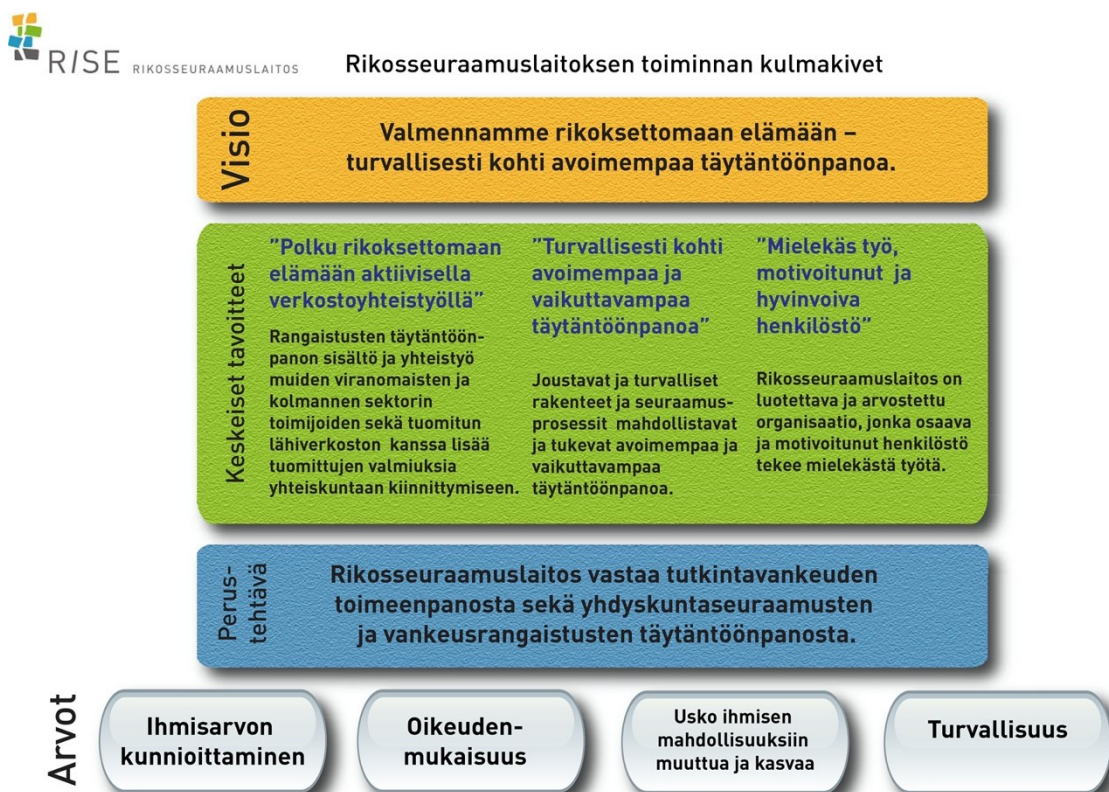 RISE RIKOSSEURAAMUSLAITOS
Rikosseuraamuslaitoksen toiminnan kulmakivet
Visio
Valmennamme rikoksettomaan elämään –
turvallisesti kohti avoimempaa täytäntöönpanoa.
Keskeiset tavoitteet
”Polku rikoksettomaan
elämään aktiivisella
verkostoyhteistyöllä”
Rangaistusten täytäntöön-
panon sisältö ja yhteistyö
muiden viranomaisten ja
kolmannen sektorin
toimijoiden sekä tuomitun
lähiverkoston kanssa lisää
tuomittujen valmiuksia
yhteiskuntaan kiinnittymiseen.
”Turvallisesti kohti
avoimempaa ja
vaikuttavampaa
täytäntöönpanoa”
Joustavat ja turvalliset
rakenteet ja seuraamus-
prosessit mahdollistavat
ja tukevat avoimempaa ja
vaikuttavampaa
täytäntöönpanoa.
”Mielekäs työ,
motivoitunut ja
hyvinvoiva
henkilöstö”
Rikosseuraamuslaitos on
luotettava ja arvostettu
organisaatio, jonka osaava
ja motivoitunut henkilöstö
tekee mielekästä työtä.
Perus-
tehtävä
Rikosseuraamuslaitos vastaa tutkintavankeuden
toimeenpanosta sekä yhdyskuntaseuraamusten
ja vankeusrangaistusten täytäntöönpanosta.
Arvot
Ihmisarvon
kunnioittaminen
Oikeuden-
mukaisuus
Usko ihmisen
mahdollisuuksiin
muuttua ja kasvaa
Turvallisuus